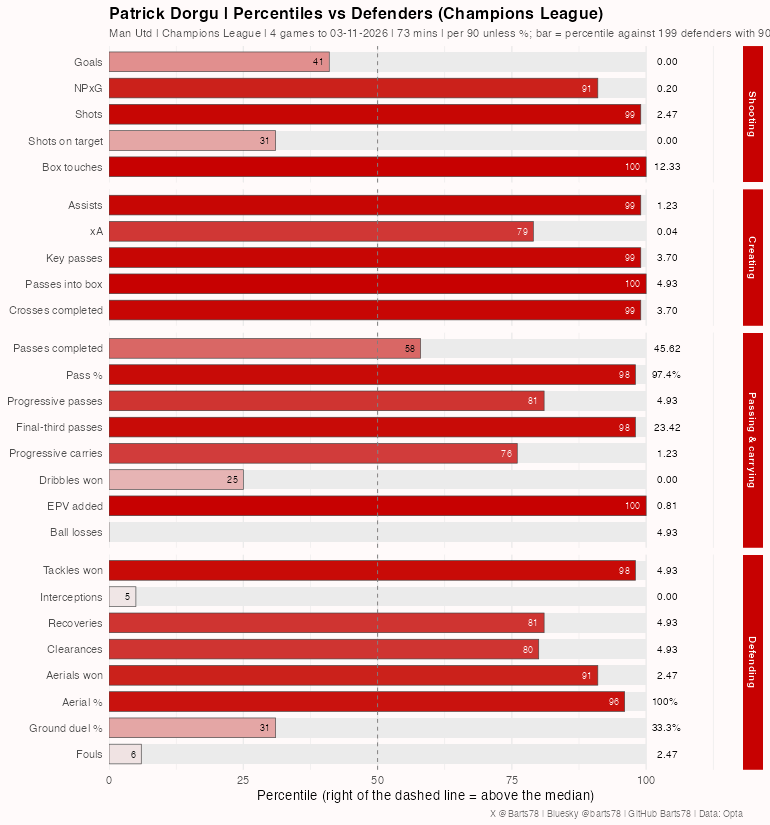 Patrick Dorgu | Percentiles vs Defenders (Champions League)
Man Utd | Champions League | 4 games to 03-11-2026 | 73 mins | per 90 unless %; bar = percentile against 199 defenders with 90
Goals 41 0.00
NPxG 91 0.20
Shots 99 2.47
Shots on target 31 0.00
Box touches 100 12.33
Shooting
Assists 99 1.23
xA 79 0.04
Key passes 99 3.70
Passes into box 100 4.93
Crosses completed 99 3.70
Creating
Passes completed 58 45.62
Pass % 98 97.4%
Progressive passes 81 4.93
Final-third passes 98 23.42
Progressive carries 76 1.23
Dribbles won 25 0.00
EPV added 100 0.81
Ball losses 4.93
Passing & carrying
Tackles won 98 4.93
Interceptions 5 0.00
Recoveries 81 4.93
Clearances 80 4.93
Aerials won 91 2.47
Aerial % 96 100%
Ground duel % 31 33.3%
Fouls 6 2.47
Defending
0 25 50 75 100
Percentile (right of the dashed line = above the median)
X @Barts78 | Bluesky @barts78 | GitHub Barts78 | Data: Opta